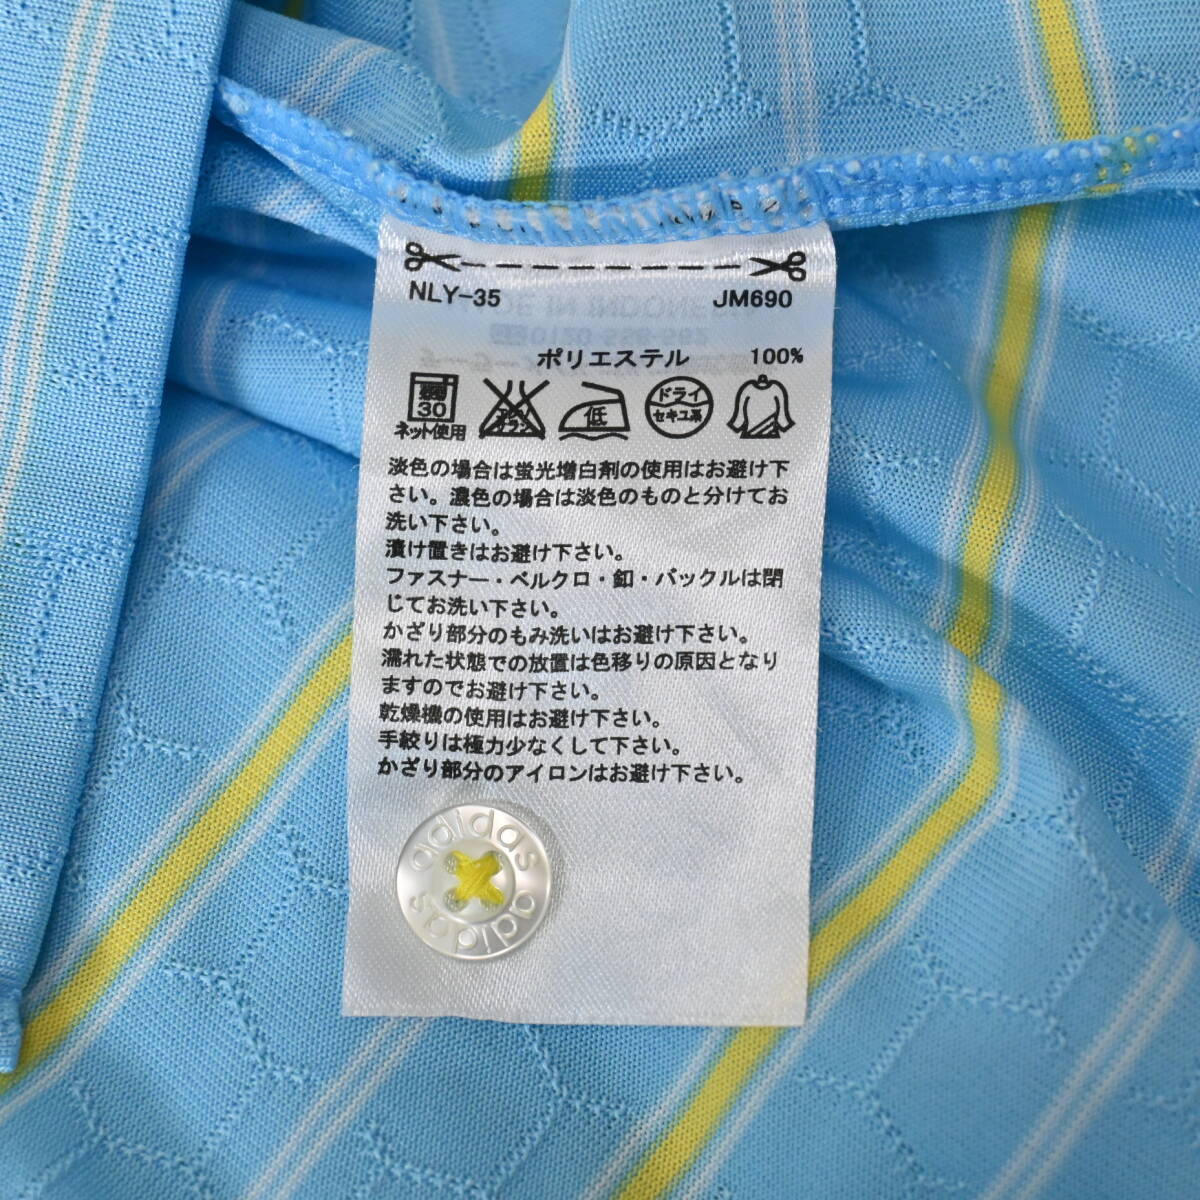 NLY-35 JM690
ポリエステル 100%
30 低 ドライ
ネット使用 セキユ系
淡色の場合は蛍光増白剤の使用はお避け下
さい。濃色の場合は淡色のものと分けてお
洗い下さい。
漬け置きはお避け下さい。
ファスナー・ベルクロ・釦・バックルは閉
じてお洗い下さい。
かざり部分のもみ洗いはお避け下さい。
濡れた状態での放置は色移りの原因となり
ますのでお避け下さい。
乾燥機の使用はお避け下さい。
手絞りは極力少なくして下さい。
かざり部分のアイロンはお避け下さい。
adidas
adidas